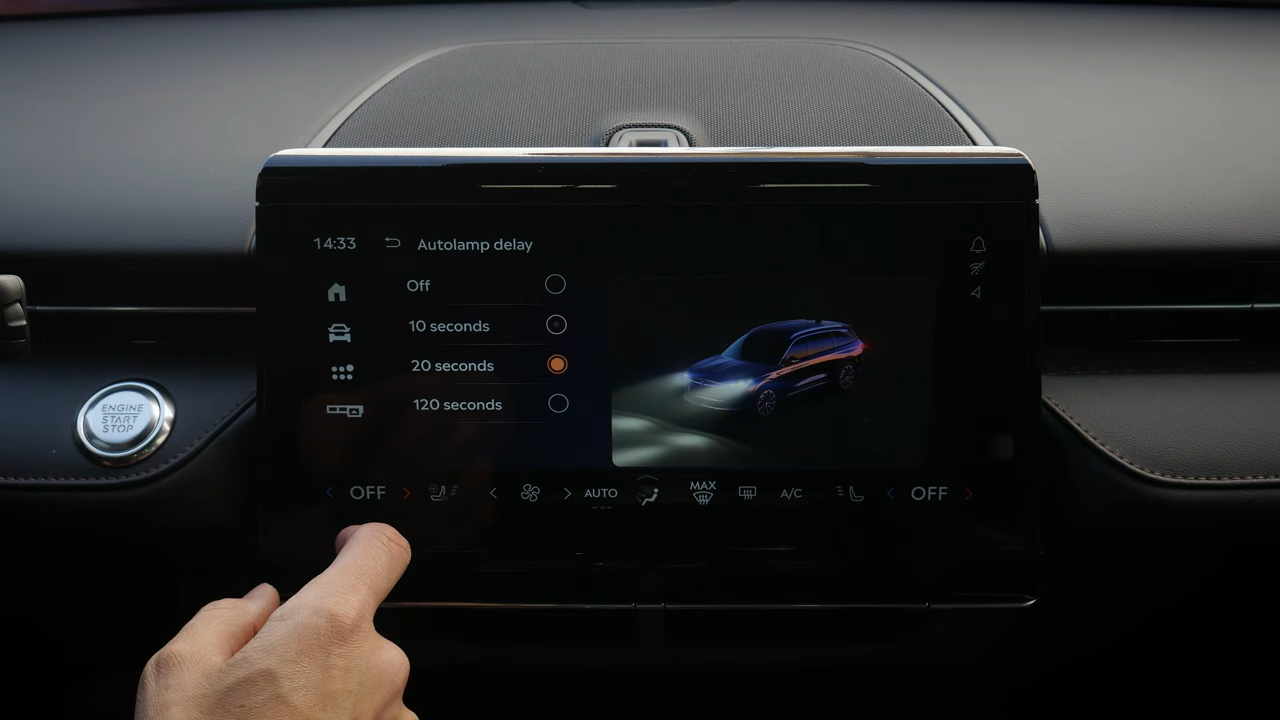 14:33
Autolamp delay
Off
10 seconds
20 seconds
120 seconds
ENGINE
START
STOP
OFF
AUTO
MAX
A/C
OFF